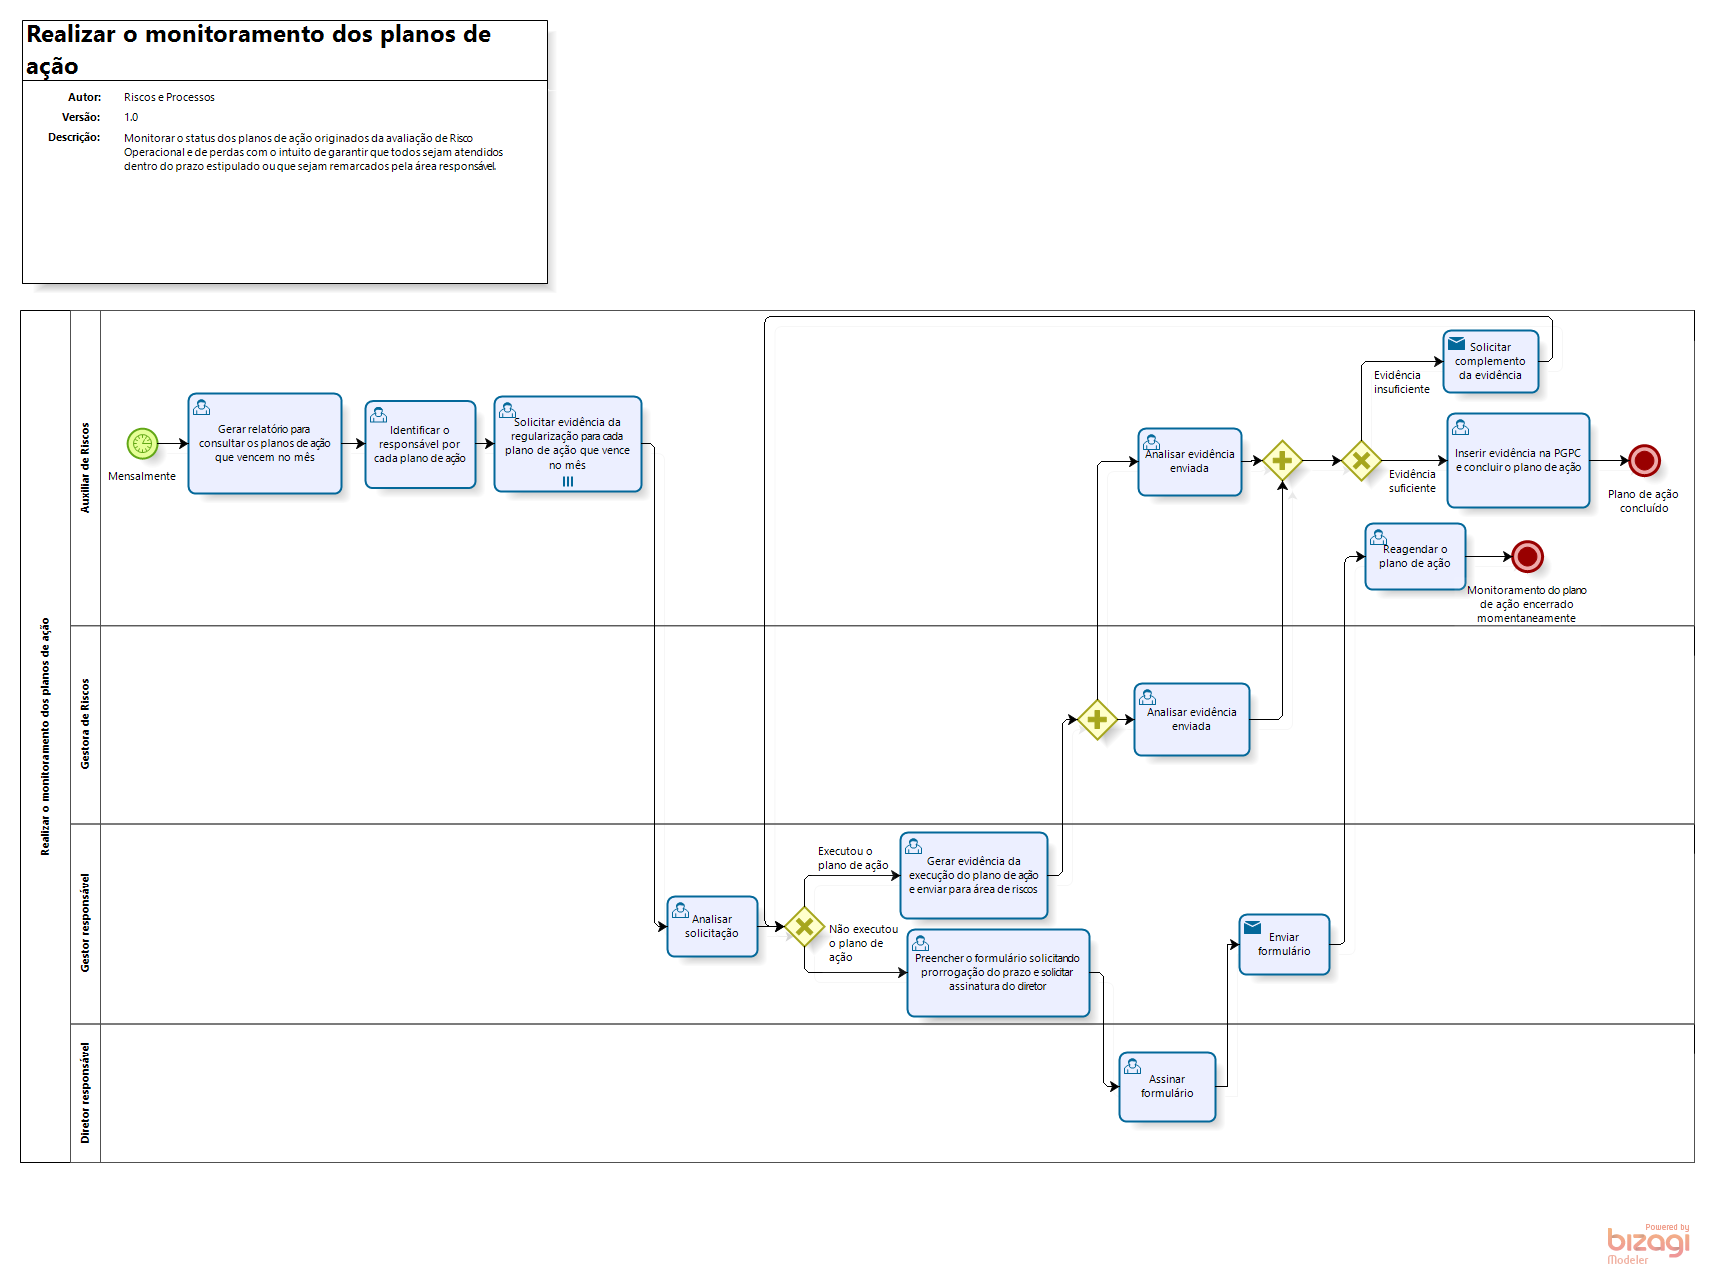 Realizar o monitoramento dos planos de
ação
Autor: Riscos e Processos
Versão: 1.0
Descrição: Monitorar o status dos planos de ação originados da avaliação de Risco
Operacional e de perdas com o intuito de garantir que todos sejam atendidos
dentro do prazo estipulado ou que sejam remarcados pela área responsável.
Realizar o monitoramento dos planos de ação
Auxiliar de Riscos
Mensalmente
Gerar relatório para
consultar os planos de ação
que vencem no mês
Identificar o
responsável por
cada plano de ação
Solicitar evidência da
regularização para cada
plano de ação que vence
no mês
Analisar evidência
enviada
Evidência
insuficiente
Solicitar
complemento
da evidência
Evidência
suficiente
Inserir evidência na PGPC
e concluir o plano de ação
Plano de ação
concluído
Reagendar o
plano de ação
Monitoramento do plano
de ação encerrado
momentaneamente
Gestora de Riscos
Analisar evidência
enviada
Gestor responsável
Analisar
solicitação
Executou o
plano de ação
Não executou
o plano de
ação
Gerar evidência da
execução do plano de ação
e enviar para área de riscos
Preencher o formulário solicitando
prorrogação do prazo e solicitar
assinatura do diretor
Enviar
formulário
Diretor responsável
Assinar
formulário
Powered by
bizagi
Modeler